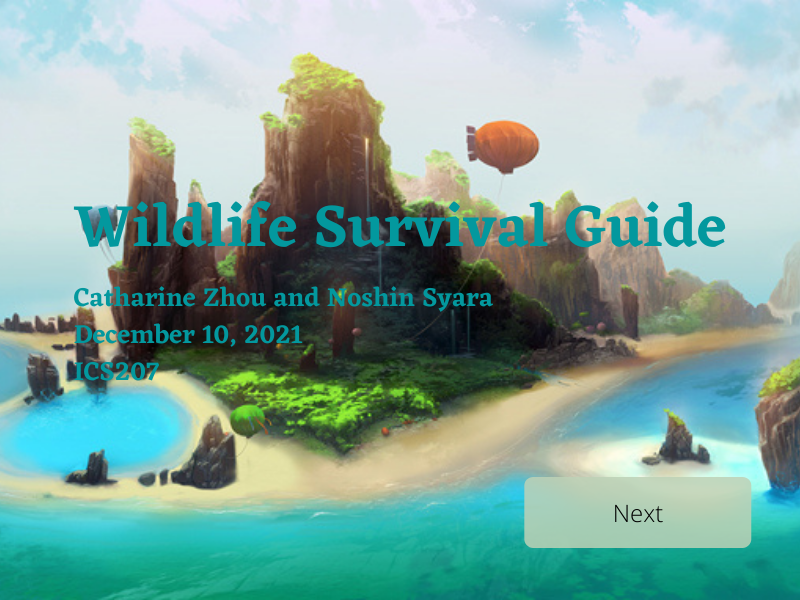 Wildlife Survival Guide
Catharine Zhou and Noshin Syara
December 10, 2021
ICS207
Next